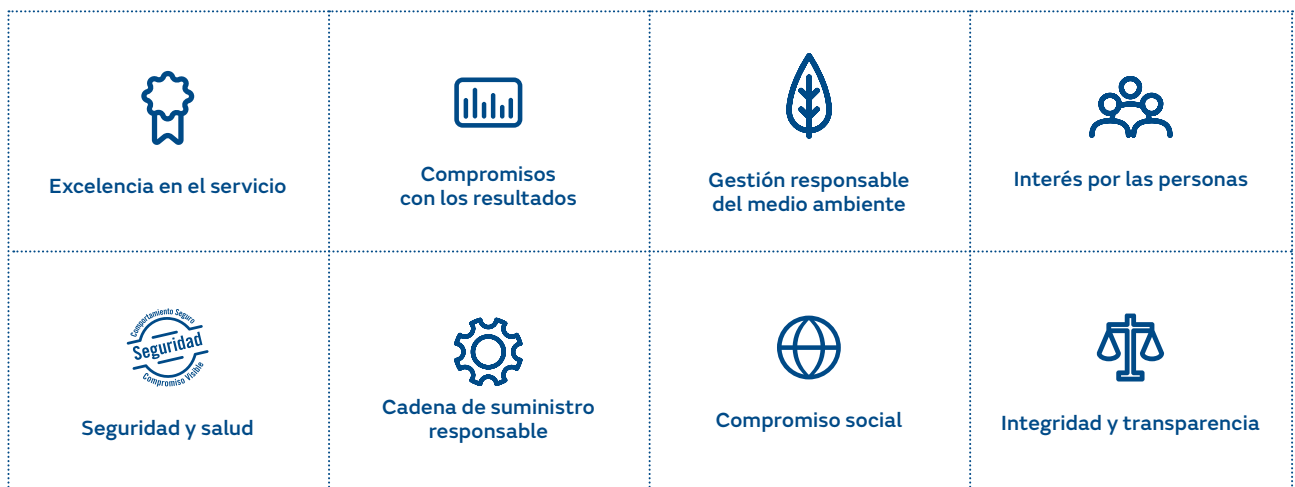 Excelencia en el servicio
Compromisos
con los resultados
Gestión responsable
del medio ambiente
Interés por las personas
Comportamiento Seguro
Seguridad
Compromiso Visible
Seguridad y salud
Cadena de suministro
responsable
Compromiso social
Integridad y transparencia